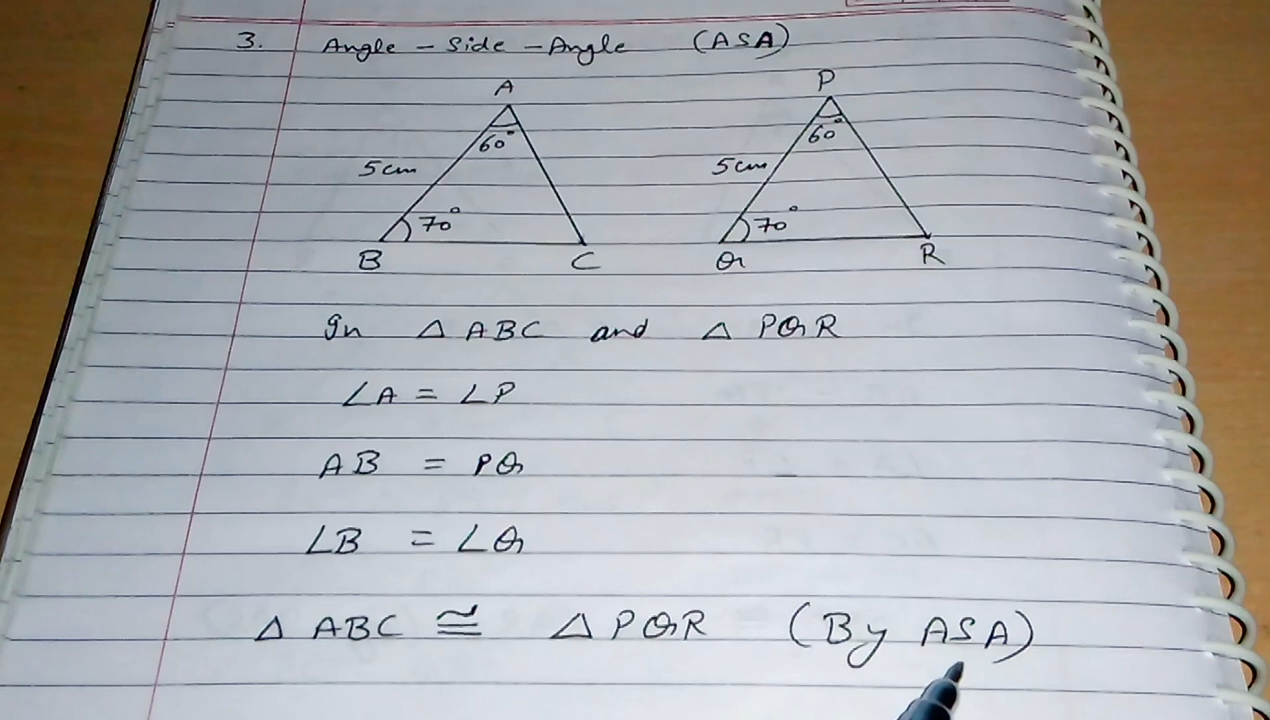 3. Angle - Side - Angle (ASA)
A P
60° 60°
5cm 5cm
70° 70°
B C Q R
In △ ABC and △ PQR
∠A = ∠P
AB = PQ
∠B = ∠Q
△ ABC ≅ △ PQR (By ASA)